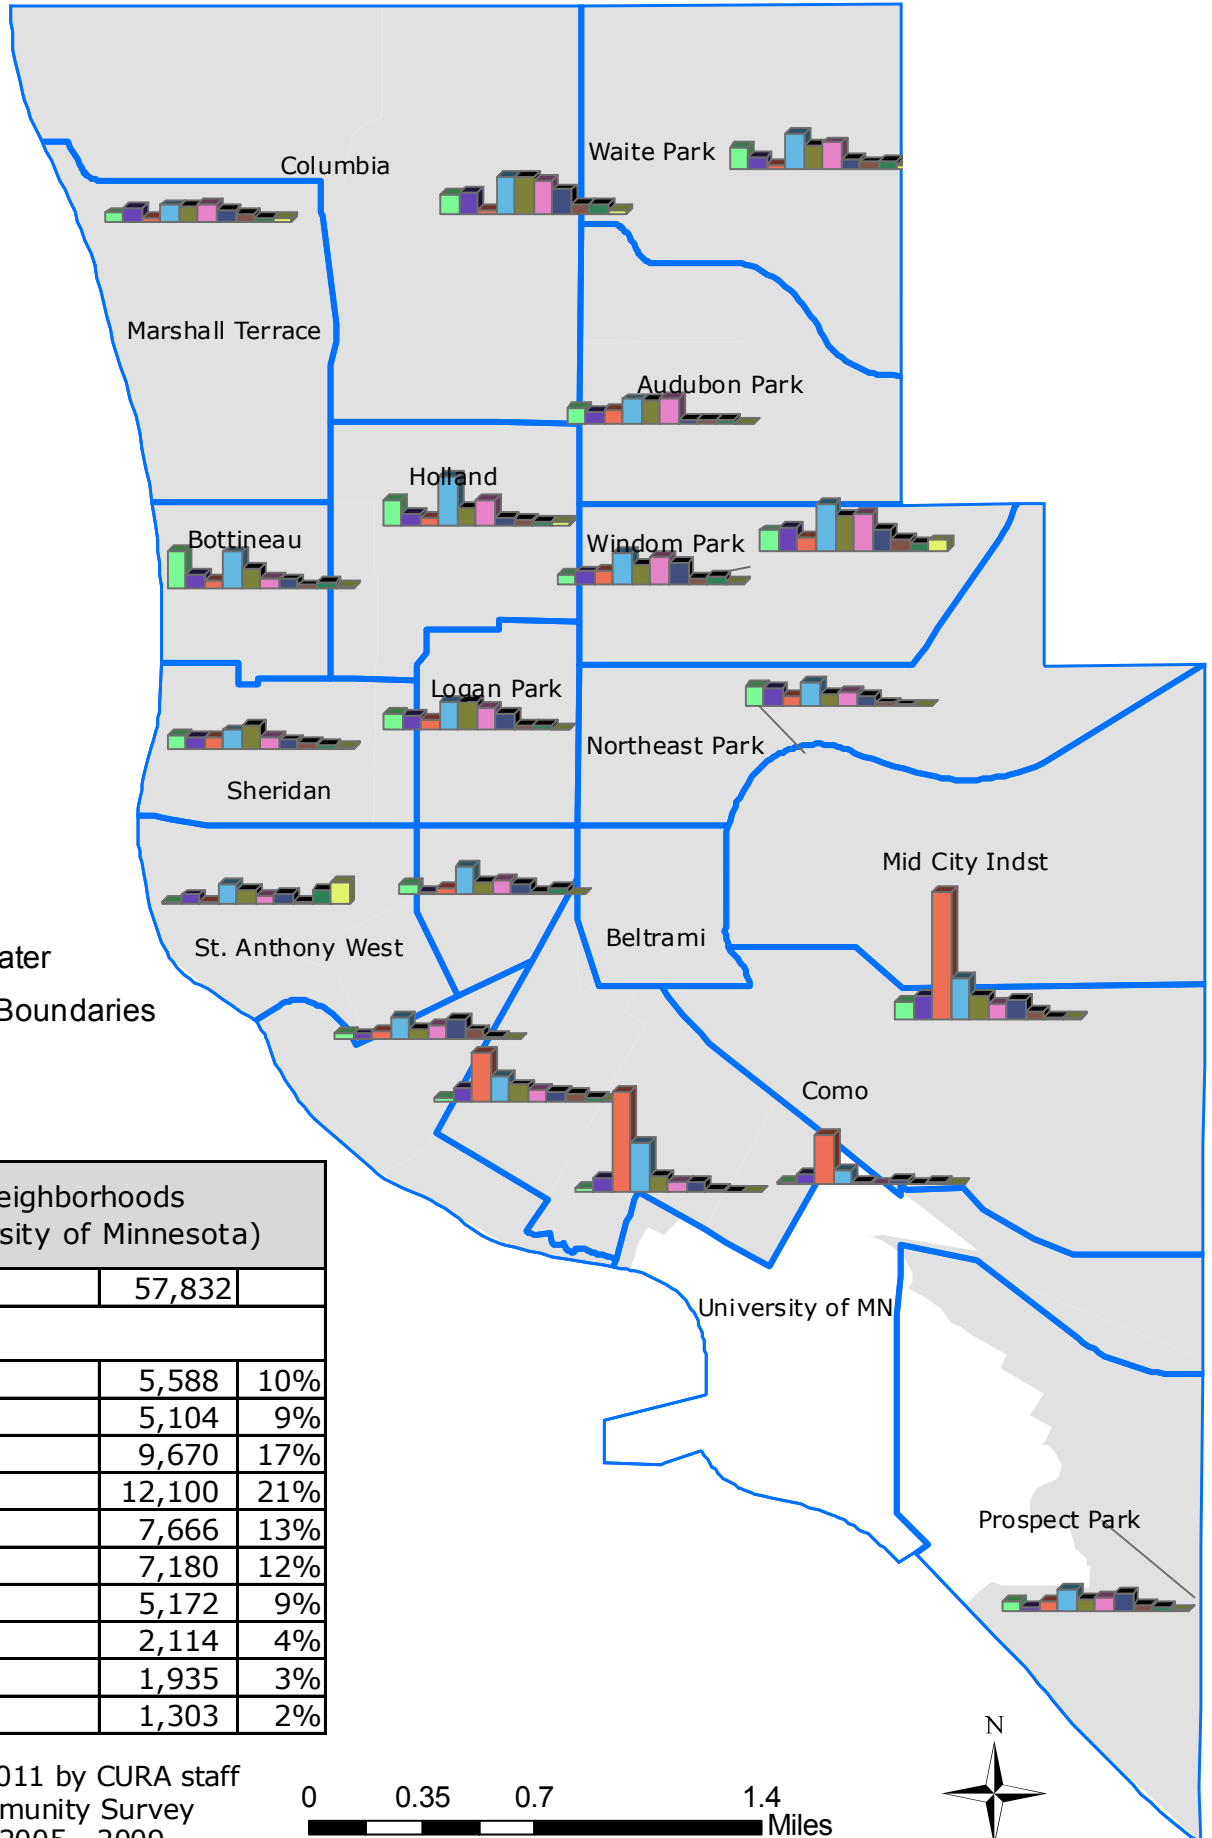 Waite Park
Columbia
Marshall Terrace
Audubon Park
Holland
Bottineau
Windom Park
Logan Park
Northeast Park
Sheridan
Mid City Indst
St. Anthony West
Beltrami
ater
Boundaries
Como
eighborhoods
sity of Minnesota)
57,832
5,588 10%
5,104 9%
9,670 17%
12,100 21%
7,666 13%
7,180 12%
5,172 9%
2,114 4%
1,935 3%
1,303 2%
University of MN
Prospect Park
011 by CURA staff
munity Survey
2005 - 2009
0 0.35 0.7 1.4
Miles
N